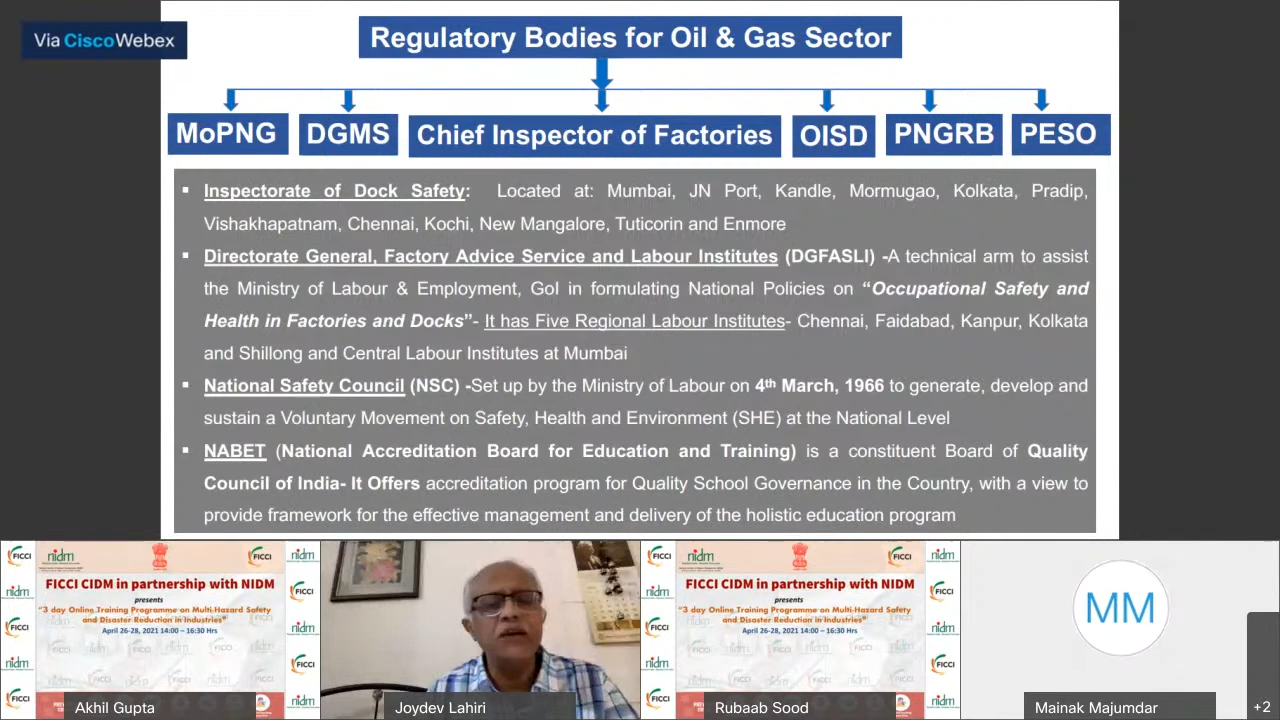 Via CiscoWebex
Regulatory Bodies for Oil & Gas Sector
MoPNG
DGMS
Chief Inspector of Factories
OISD
PNGRB
PESO
▪ Inspectorate of Dock Safety: Located at: Mumbai, JN Port, Kandle, Mormugao, Kolkata, Pradip,
Vishakhapatnam, Chennai, Kochi, New Mangalore, Tuticorin and Enmore
▪ Directorate General, Factory Advice Service and Labour Institutes (DGFASLI) -A technical arm to assist
the Ministry of Labour & Employment, GoI in formulating National Policies on “Occupational Safety and
Health in Factories and Docks”- It has Five Regional Labour Institutes- Chennai, Faidabad, Kanpur, Kolkata
and Shillong and Central Labour Institutes at Mumbai
▪ National Safety Council (NSC) -Set up by the Ministry of Labour on 4th March, 1966 to generate, develop and
sustain a Voluntary Movement on Safety, Health and Environment (SHE) at the National Level
▪ NABET (National Accreditation Board for Education and Training) is a constituent Board of Quality
Council of India- It Offers accreditation program for Quality School Governance in the Country, with a view to
provide framework for the effective management and delivery of the holistic education program
FICCI
nidm
FICCI
nidm
FICCI CIDM in partnership with NIDM
presents
"3 day Online Training Programme on Multi-Hazard Safety
and Disaster Reduction in Industries"
April 26-28, 2021 14:00 – 16:30 Hrs
Akhil Gupta
Joydev Lahiri
FICCI
nidm
FICCI
nidm
FICCI CIDM in partnership with NIDM
presents
"3 day Online Training Programme on Multi-Hazard Safety
and Disaster Reduction in Industries"
April 26-28, 2021 14:00 – 16:30 Hrs
Rubaab Sood
MM
Mainak Majumdar
+2